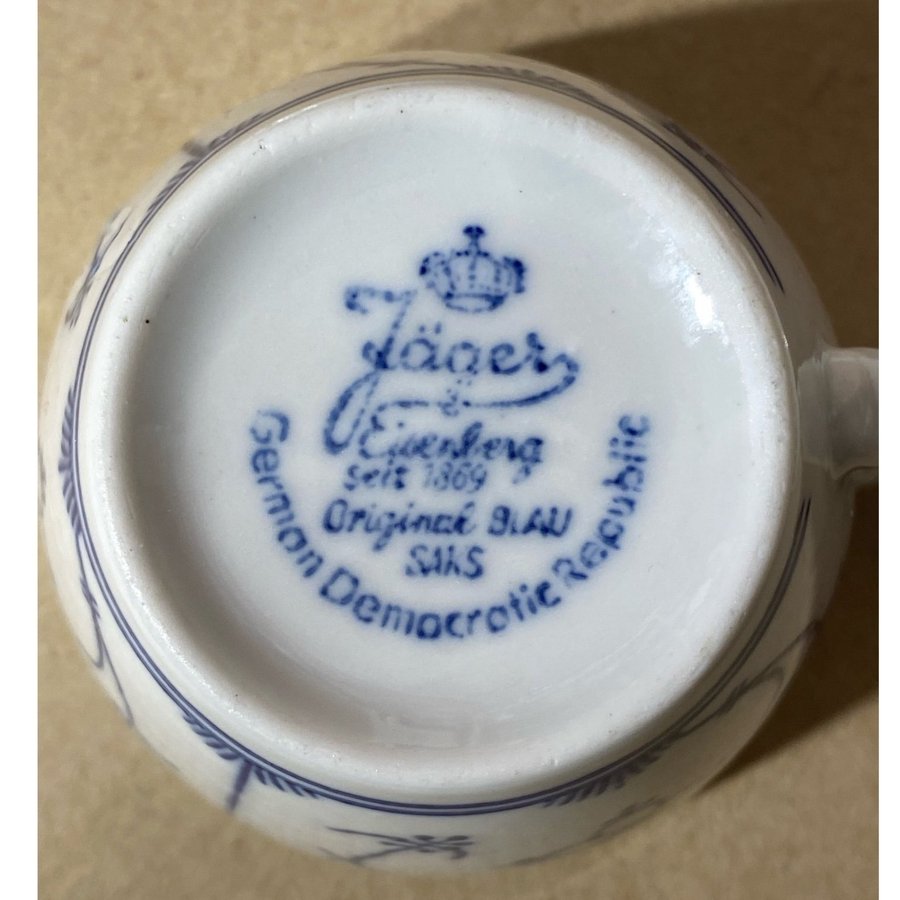 Jäger
Eisenberg
seit 1869
Original BLAU
SAKS
German Democratic Republic